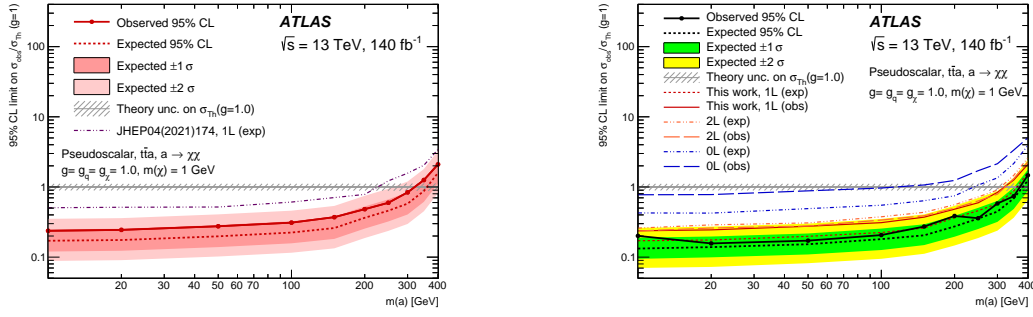 95% CL limit on σobs/σTh (g=1)
100
10
1
0.1
20 30 40 50 60 70 100 200 300 400
m(a) [GeV]
Observed 95% CL
Expected 95% CL
Expected ±1 σ
Expected ±2 σ
Theory unc. on σTh(g=1.0)
JHEP04(2021)174, 1L (exp)
ATLAS
√s = 13 TeV, 140 fb-1
Pseudoscalar, tt̄a, a → χχ
g= gq= gχ= 1.0, m(χ) = 1 GeV
95% CL limit on σobs/σTh (g=1)
100
10
1
0.1
20 30 40 50 60 70 100 200 300 400
m(a) [GeV]
Observed 95% CL
Expected 95% CL
Expected ±1 σ
Expected ±2 σ
Theory unc. on σTh(g=1.0)
This work, 1L (exp)
This work, 1L (obs)
2L (exp)
2L (obs)
0L (exp)
0L (obs)
ATLAS
√s = 13 TeV, 140 fb-1
Pseudoscalar, tt̄a, a → χχ
g= gq= gχ= 1.0, m(χ) = 1 GeV